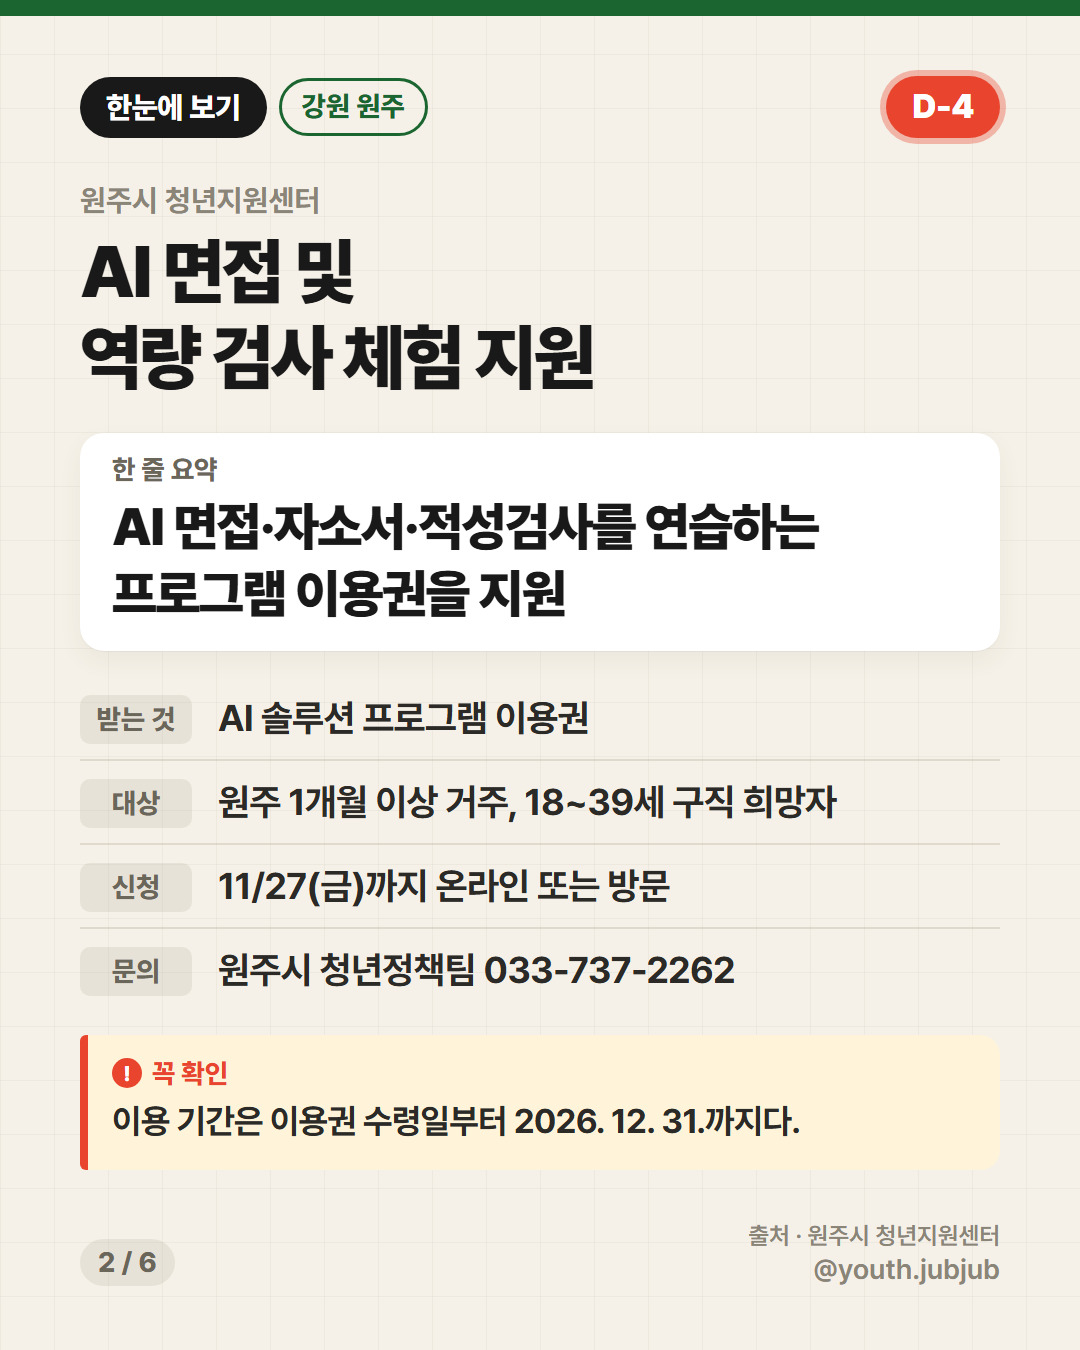 한눈에 보기
강원 원주
D-4
원주시 청년지원센터
AI 면접 및
역량 검사 체험 지원
한 줄 요약
AI 면접·자소서·적성검사를 연습하는
프로그램 이용권을 지원
받는 것 AI 솔루션 프로그램 이용권
대상 원주 1개월 이상 거주, 18~39세 구직 희망자
신청 11/27(금)까지 온라인 또는 방문
문의 원주시 청년정책팀 033-737-2262
! 꼭 확인
이용 기간은 이용권 수령일부터 2026. 12. 31.까지다.
2 / 6
출처 · 원주시 청년지원센터
@youth.jubjub